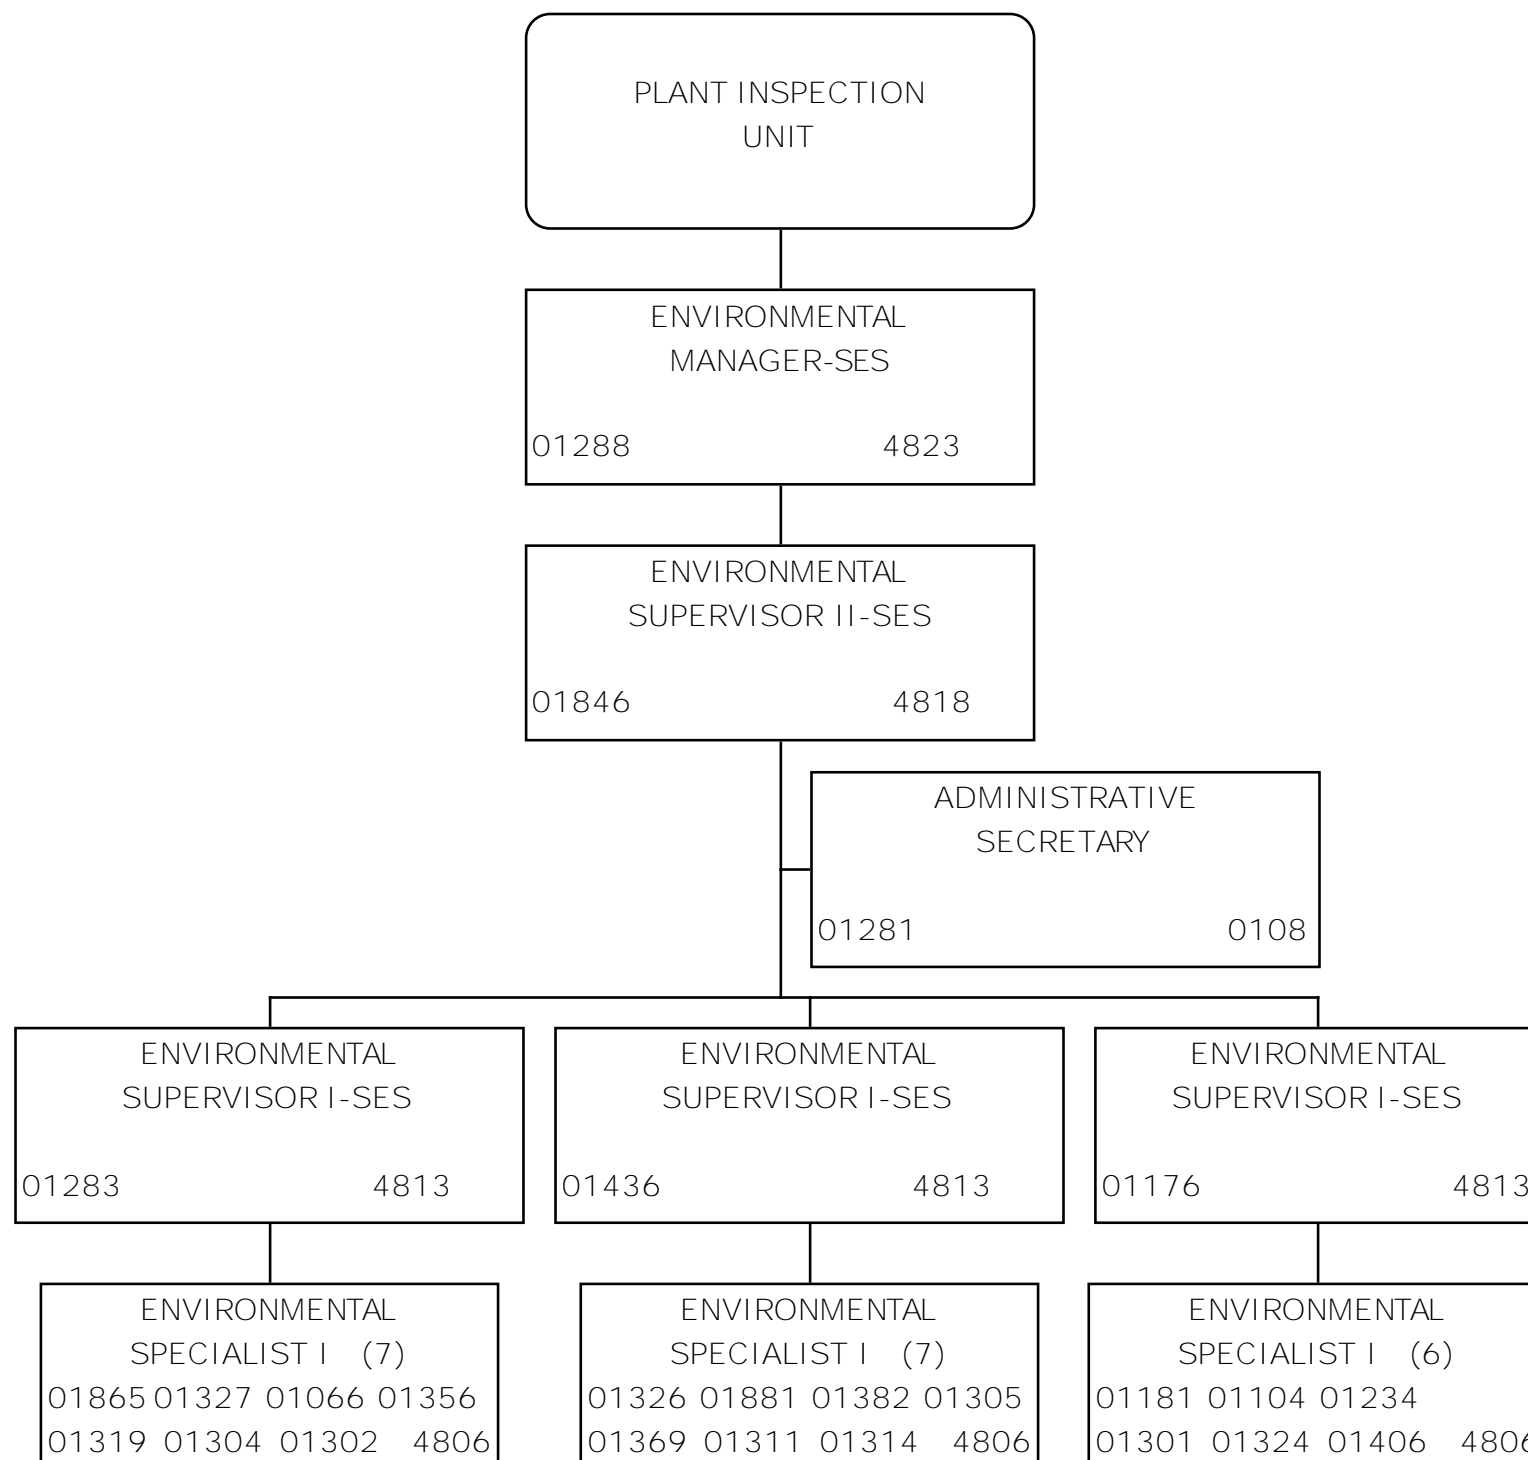 PLANT INSPECTION
UNIT
ENVIRONMENTAL
MANAGER-SES
01288 4823
ENVIRONMENTAL
SUPERVISOR II-SES
01846 4818
ADMINISTRATIVE
SECRETARY
01281 0108
ENVIRONMENTAL
SUPERVISOR I-SES
01283 4813
ENVIRONMENTAL
SUPERVISOR I-SES
01436 4813
ENVIRONMENTAL
SUPERVISOR I-SES
01176 4813
ENVIRONMENTAL
SPECIALIST I (7)
01865 01327 01066 01356
01319 01304 01302 4806
ENVIRONMENTAL
SPECIALIST I (7)
01326 01881 01382 01305
01369 01311 01314 4806
ENVIRONMENTAL
SPECIALIST I (6)
01181 01104 01234
01301 01324 01406 4806